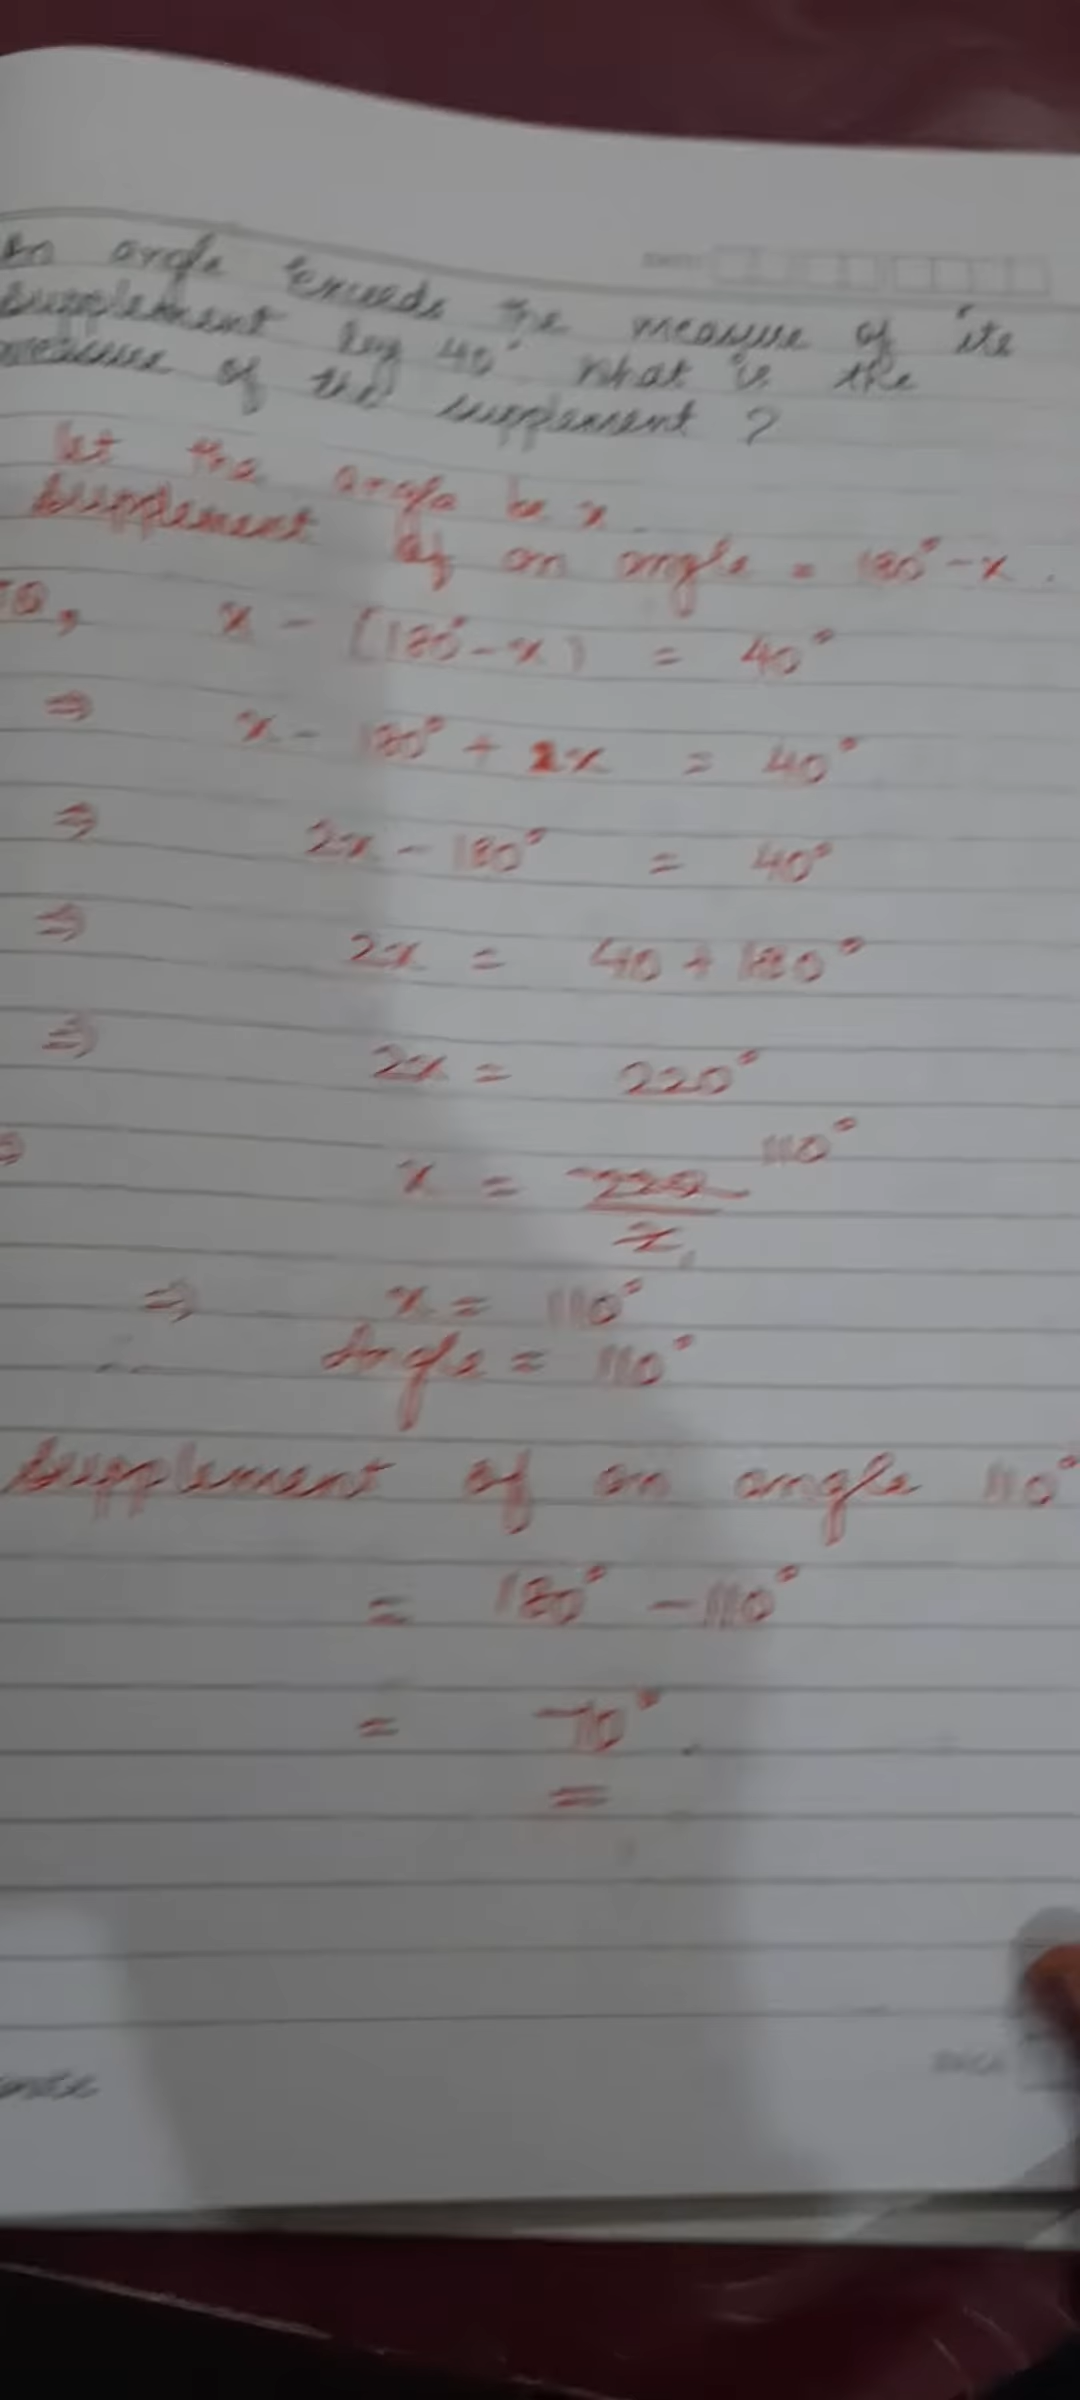 An angle Exceeds the measure of its
supplement by 40° what is the
measure of the supplement ?
let the angle be x.
Supplement of an angle = 180° - x.
x - [180° - x) = 40°
⇒ x - 180° + x = 40°
⇒ 2x - 180° = 40°
⇒ 2x = 40 + 180°
⇒ 2x = 220°
110°
⇒ x = 220
2
⇒ x = 110°
∴ Angle = 110°
Supplement of an angle 110°
= 180° - 110°
= 70°.